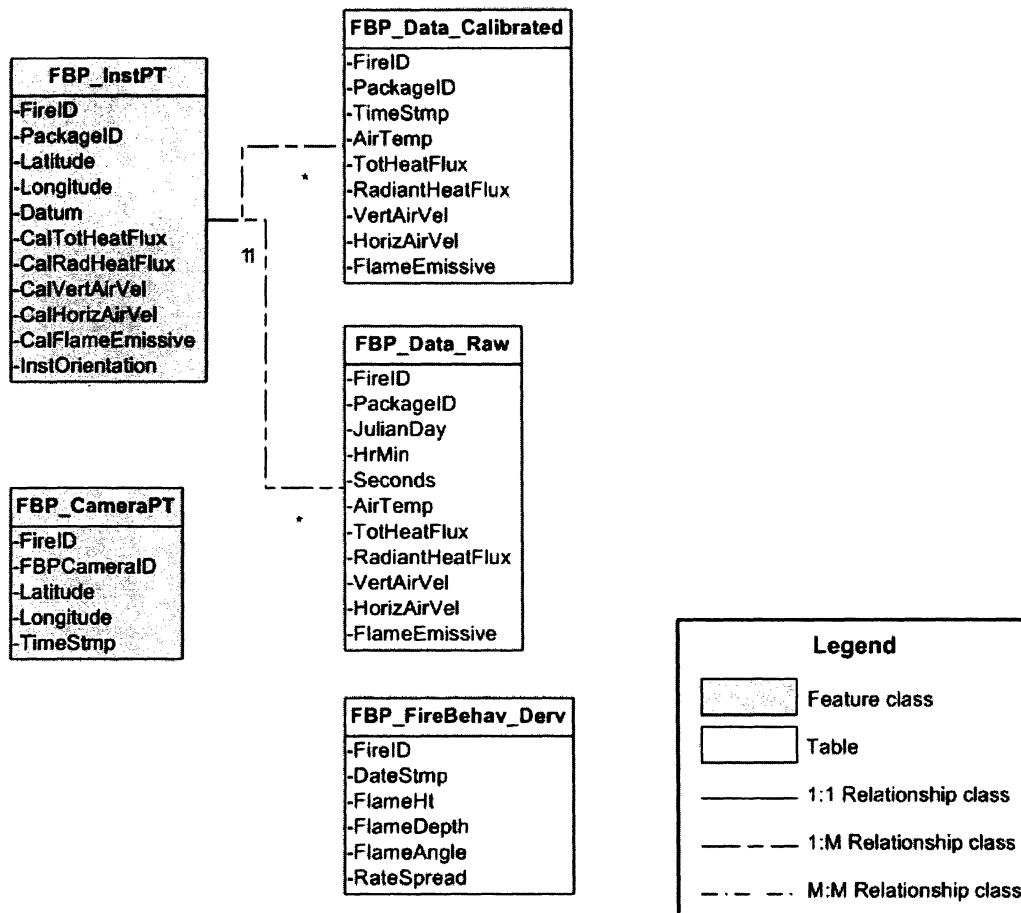 FBP_InstPT
-FireID
-PackageID
-Latitude
-Longitude
-Datum
-CalTotHeatFlux
-CalRadHeatFlux
-CalVertAirVel
-CalHorizAirVel
-CalFlameEmissive
-InstOrientation
FBP_Data_Calibrated
-FireID
-PackageID
-TimeStmp
-AirTemp
-TotHeatFlux
-RadiantHeatFlux
-VertAirVel
-HorizAirVel
-FlameEmissive
*
11
FBP_Data_Raw
-FireID
-PackageID
-JulianDay
-HrMin
-Seconds
-AirTemp
-TotHeatFlux
-RadiantHeatFlux
-VertAirVel
-HorizAirVel
-FlameEmissive
*
FBP_CameraPT
-FireID
-FBPCameraID
-Latitude
-Longitude
-TimeStmp
FBP_FireBehav_Derv
-FireID
-DateStmp
-FlameHt
-FlameDepth
-FlameAngle
-RateSpread
Legend
Feature class
Table
1:1 Relationship class
1:M Relationship class
M:M Relationship class